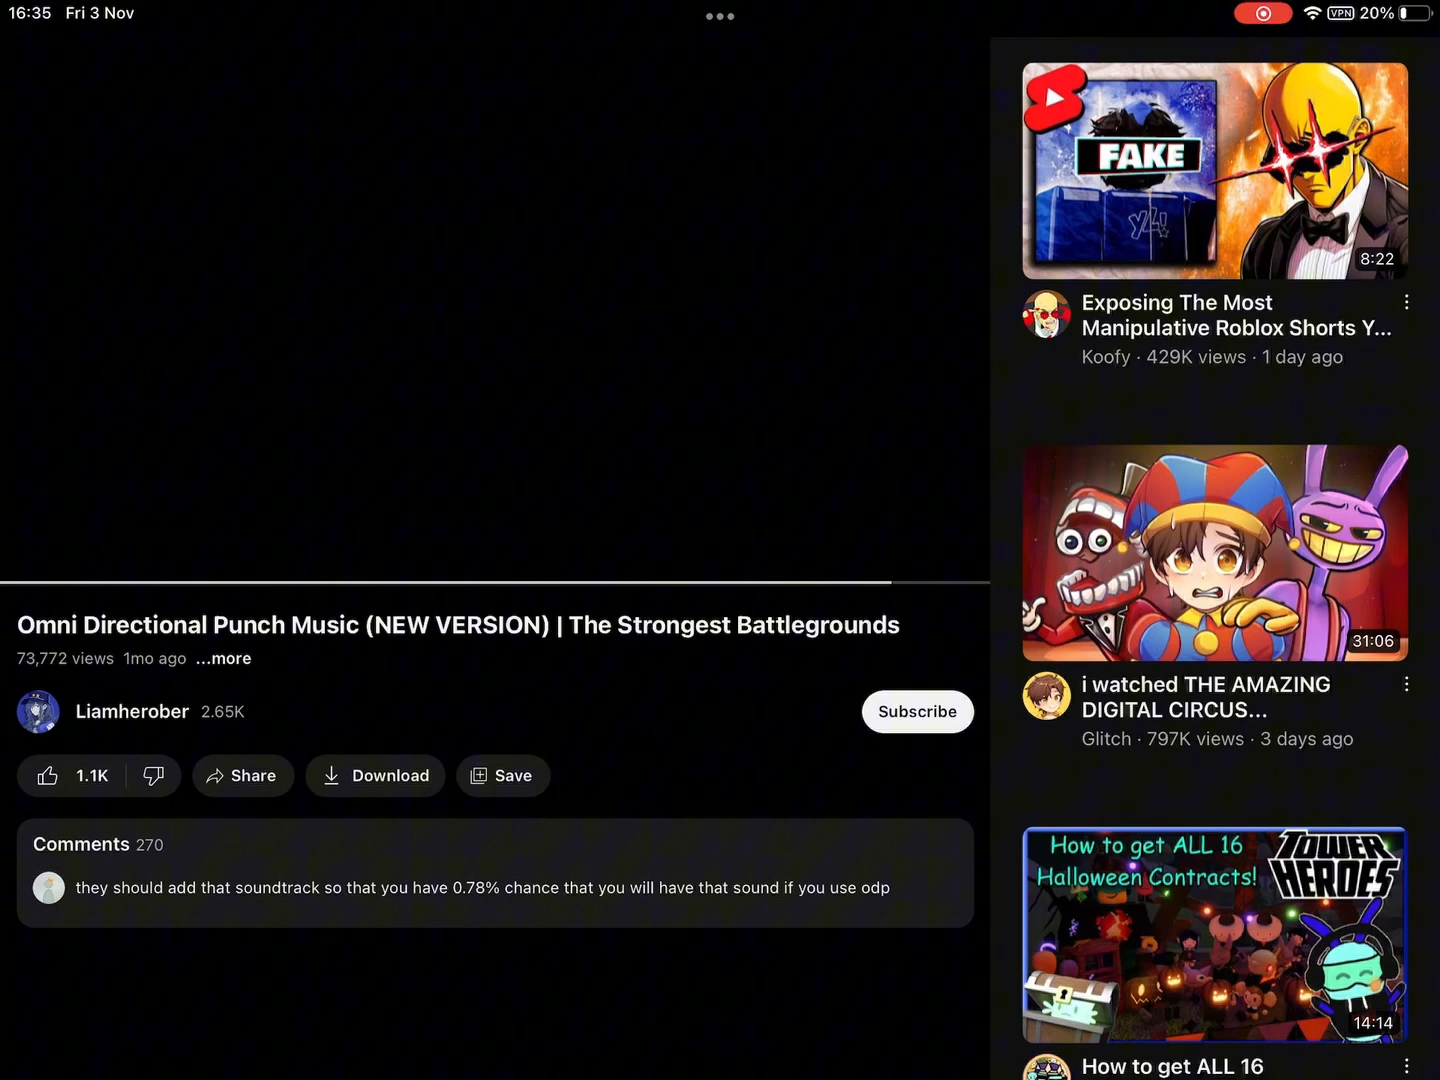 16:35 Fri 3 Nov
VPN 20%
Omni Directional Punch Music (NEW VERSION) | The Strongest Battlegrounds
73,772 views 1mo ago ...more
Liamherober 2.65K
Subscribe
1.1K
Share
Download
Save
Comments 270
they should add that soundtrack so that you have 0.78% chance that you will have that sound if you use odp
FAKE
8:22
Exposing The Most
Manipulative Roblox Shorts Y...
Koofy · 429K views · 1 day ago
31:06
i watched THE AMAZING
DIGITAL CIRCUS...
Glitch · 797K views · 3 days ago
How to get ALL 16
Halloween Contracts!
TOWER
HEROES
14:14
How to get ALL 16